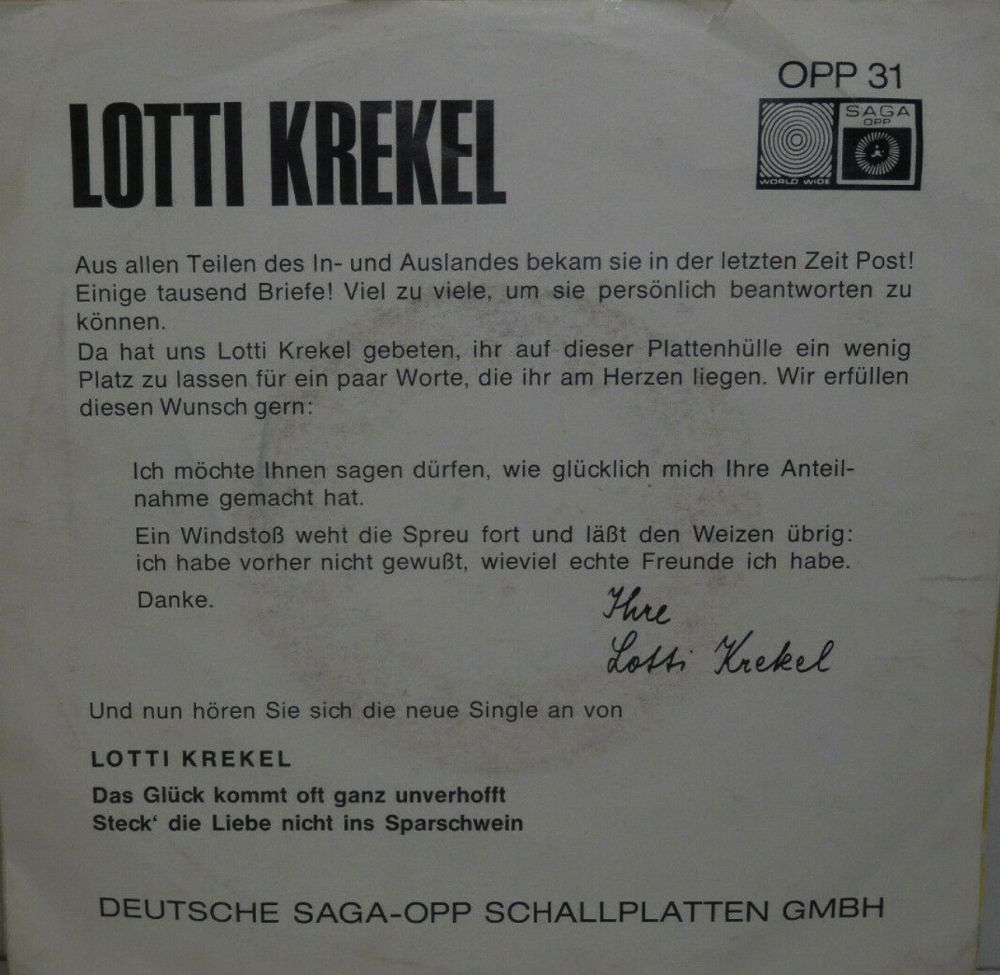 OPP 31
LOTTI KREKEL
SAGA
OPP
WORLD WIDE
Aus allen Teilen des In- und Auslandes bekam sie in der letzten Zeit Post!
Einige tausend Briefe! Viel zu viele, um sie persönlich beantworten zu
können.
Da hat uns Lotti Krekel gebeten, ihr auf dieser Plattenhülle ein wenig
Platz zu lassen für ein paar Worte, die ihr am Herzen liegen. Wir erfüllen
diesen Wunsch gern:
Ich möchte Ihnen sagen dürfen, wie glücklich mich Ihre Anteil-
nahme gemacht hat.
Ein Windstoß weht die Spreu fort und läßt den Weizen übrig:
ich habe vorher nicht gewußt, wieviel echte Freunde ich habe.
Danke.
Ihre
Lotti Krekel
Und nun hören Sie sich die neue Single an von
LOTTI KREKEL
Das Glück kommt oft ganz unverhofft
Steck‘ die Liebe nicht ins Sparschwein
DEUTSCHE SAGA-OPP SCHALLPLATTEN GMBH